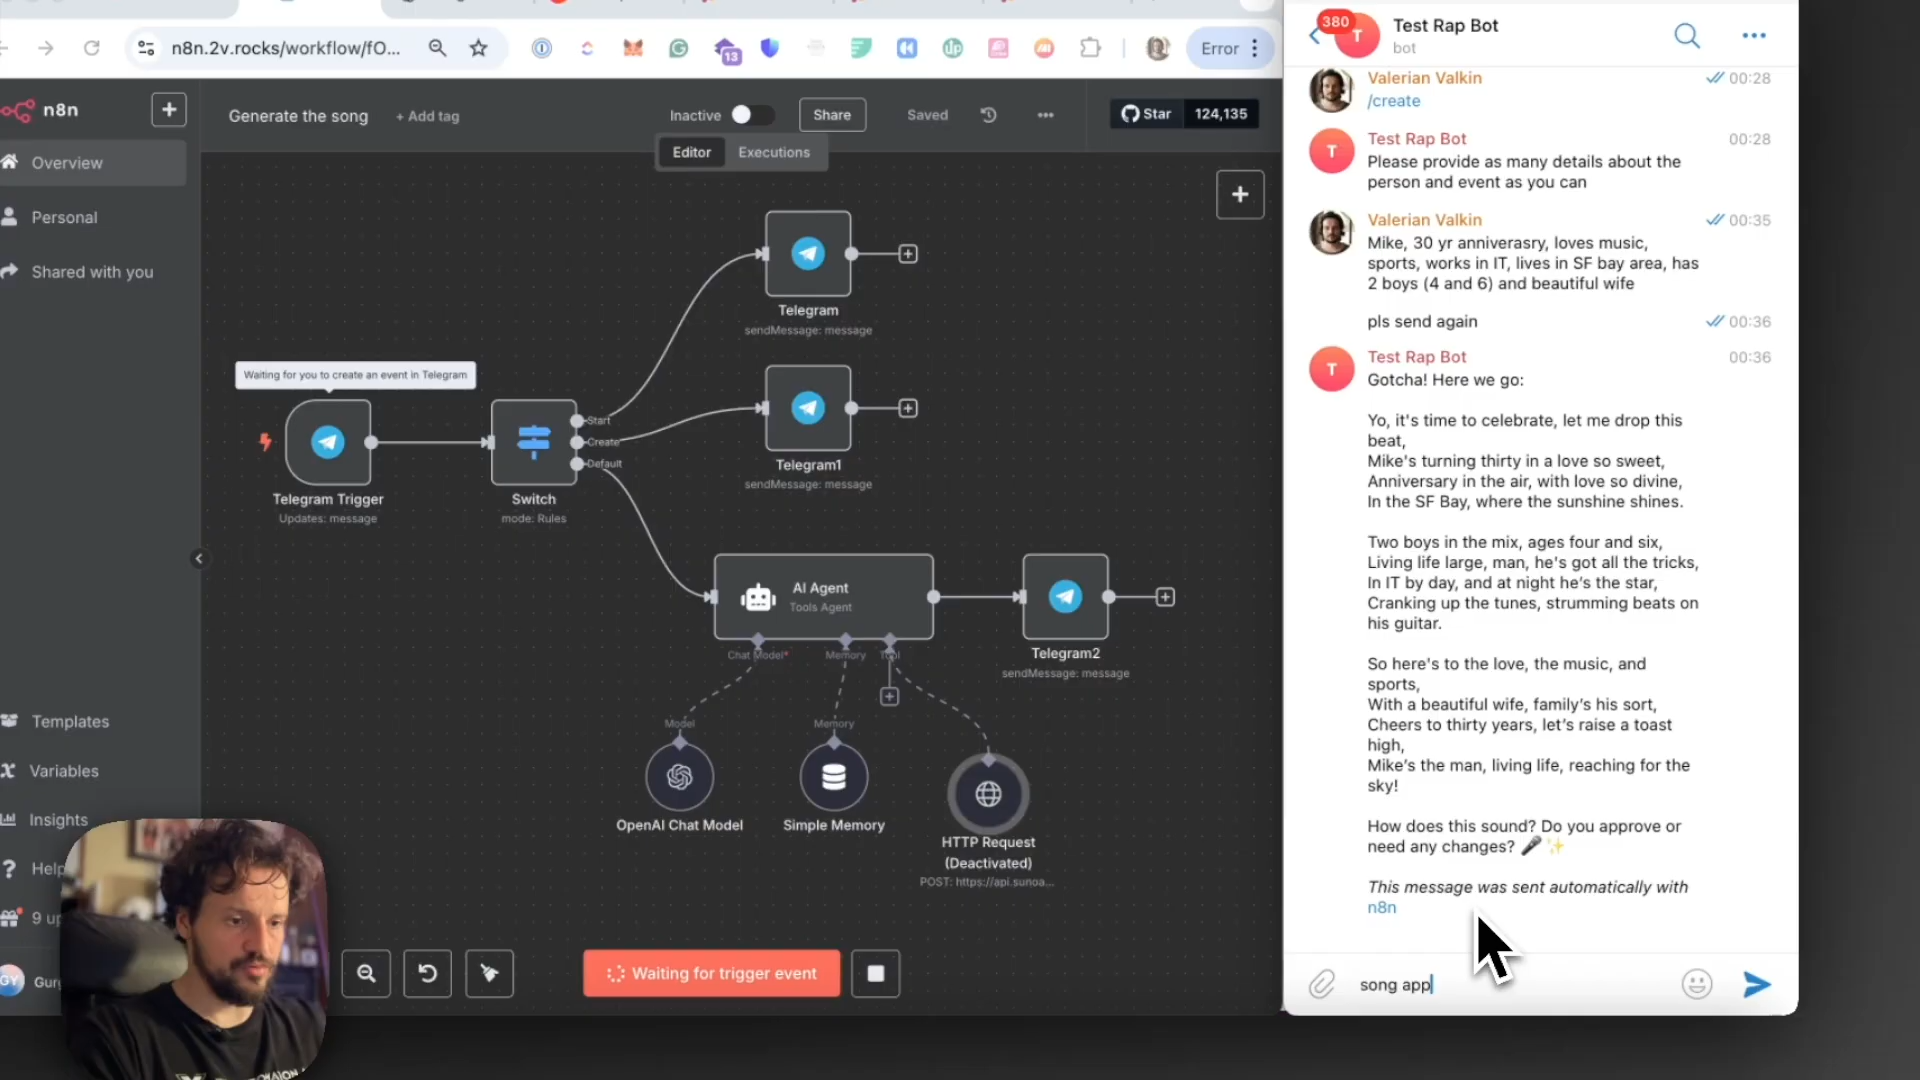 n8n.2v.rocks/workflow/fO...
13
Error
n8n
Overview
Personal
Shared with you
Templates
Variables
Insights
Help
9 up
GY
Gurg
Generate the song
+ Add tag
Inactive
Share
Saved
Star
124,135
Editor
Executions
Telegram
sendMessage: message
Telegram1
sendMessage: message
Waiting for you to create an event in Telegram
Start
Create
Default
Telegram Trigger
Updates: message
Switch
mode: Rules
AI Agent
Tools Agent
Chat Model*
Memory
Tool
Telegram2
sendMessage: message
Model
Memory
OpenAI Chat Model
Simple Memory
HTTP Request
(Deactivated)
POST: https://api.sunoa...
Waiting for trigger event
380
T
Test Rap Bot
bot
Valerian Valkin
00:28
/create
T
Test Rap Bot
00:28
Please provide as many details about the
person and event as you can
Valerian Valkin
00:35
Mike, 30 yr anniverasry, loves music,
sports, works in IT, lives in SF bay area, has
2 boys (4 and 6) and beautiful wife
pls send again
00:36
T
Test Rap Bot
00:36
Gotcha! Here we go:
Yo, it's time to celebrate, let me drop this
beat,
Mike's turning thirty in a love so sweet,
Anniversary in the air, with love so divine,
In the SF Bay, where the sunshine shines.
Two boys in the mix, ages four and six,
Living life large, man, he's got all the tricks,
In IT by day, and at night he's the star,
Cranking up the tunes, strumming beats on
his guitar.
So here's to the love, the music, and
sports,
With a beautiful wife, family's his sort,
Cheers to thirty years, let's raise a toast
high,
Mike's the man, living life, reaching for the
sky!
How does this sound? Do you approve or
need any changes? 🎤✨
This message was sent automatically with
n8n
song app